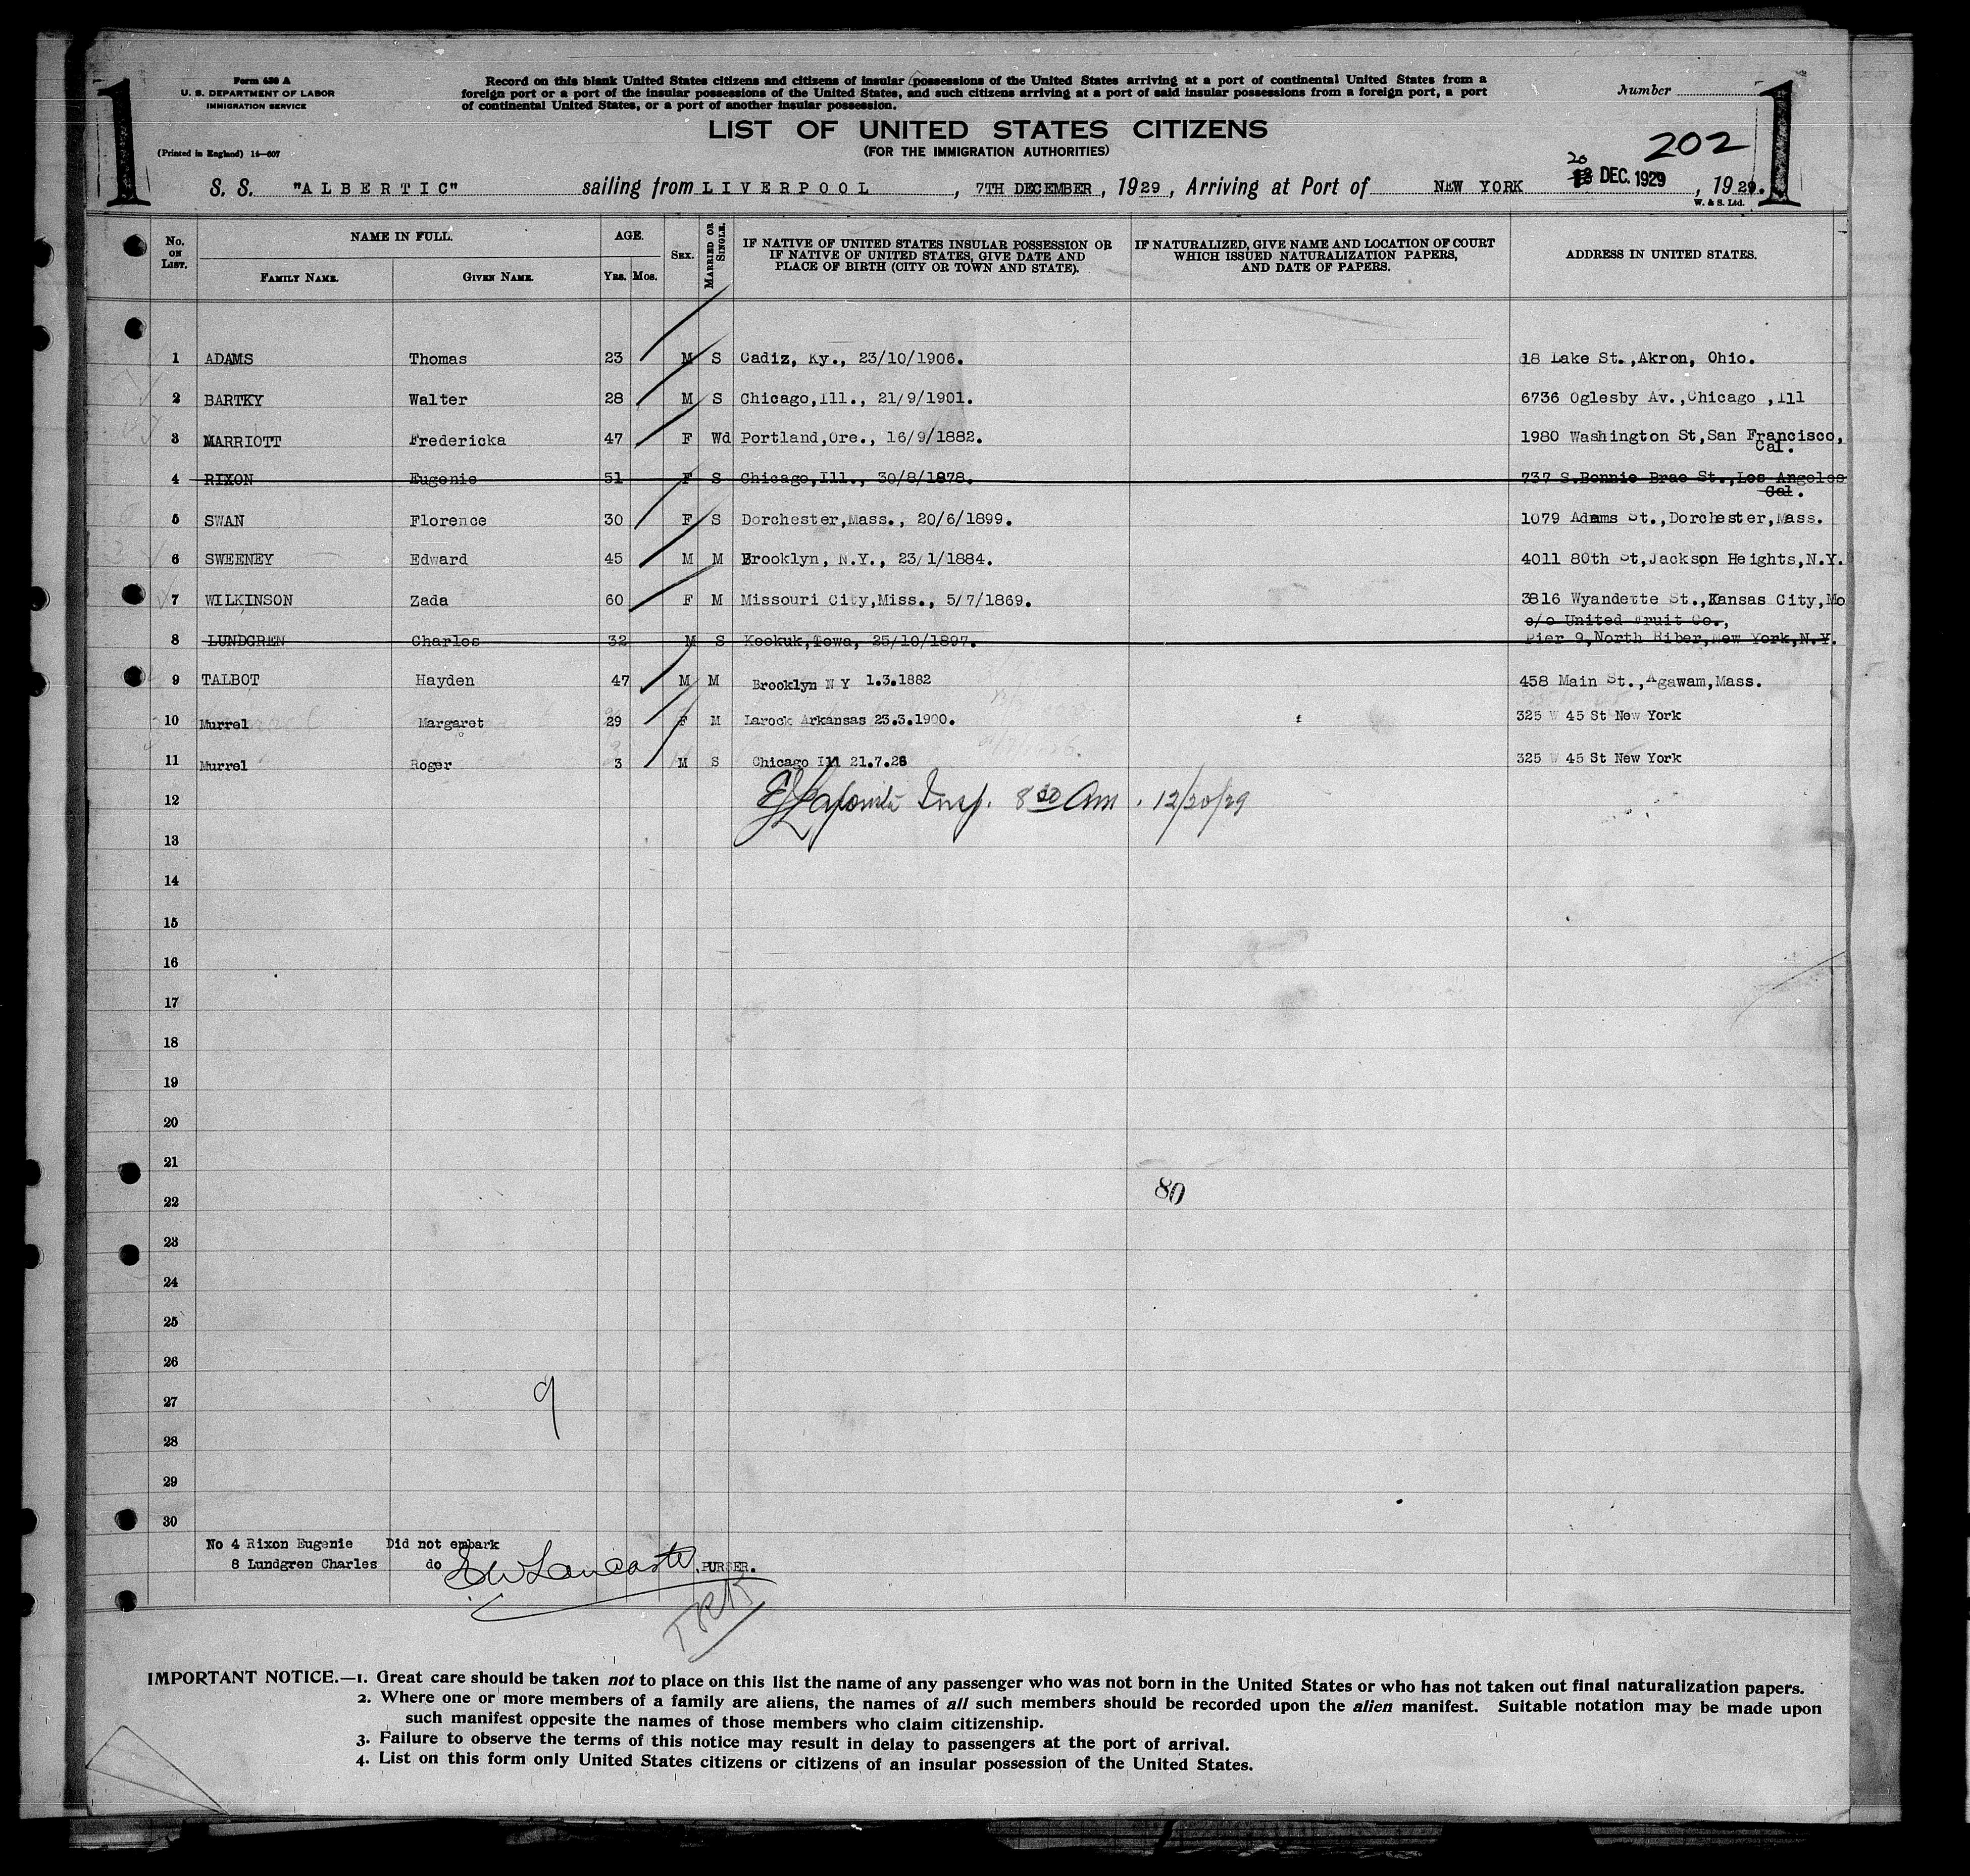 1
Form 630 A
U. S. DEPARTMENT OF LABOR
IMMIGRATION SERVICE
(Printed in England) 14—607
Record on this blank United States citizens and citizens of insular possessions of the United States arriving at a port of continental United States from a
foreign port or a port of the insular possessions of the United States, and such citizens arriving at a port of said insular possessions from a foreign port, a port
of continental United States, or a port of another insular possession.
Number
1
LIST OF UNITED STATES CITIZENS
(FOR THE IMMIGRATION AUTHORITIES)
202
S. S. "ALBERTIC" sailing from LIVERPOOL, 7TH DECEMBER, 1929, Arriving at Port of NEW YORK 20 DEC. 1929, 1929.
W. & S. Ltd.
No. ON LIST.
NAME IN FULL.
FAMILY NAME.
GIVEN NAME.
AGE.
YRS. MOS.
SEX.
MARRIED OR SINGLE.
IF NATIVE OF UNITED STATES INSULAR POSSESSION OR
IF NATIVE OF UNITED STATES, GIVE DATE AND
PLACE OF BIRTH (CITY OR TOWN AND STATE).
IF NATURALIZED, GIVE NAME AND LOCATION OF COURT
WHICH ISSUED NATURALIZATION PAPERS,
AND DATE OF PAPERS.
ADDRESS IN UNITED STATES.
1 ADAMS Thomas 23 M S Cadiz, Ky., 23/10/1906. 18 Lake St., Akron, Ohio.
2 BARTKY Walter 28 M S Chicago,Ill., 21/9/1901. 6736 Oglesby Av.,Chicago ,Ill
3 MARRIOTT Fredericka 47 F Wd Portland,Ore., 16/9/1882. 1980 Washington St,San Francisco,
Cal.
4 RIXON Eugenie 51 F S Chicago,Ill., 30/8/1878. 737 S.Bonnie Brae St.,Los Angeles
Cal.
5 SWAN Florence 30 F S Dorchester,Mass., 20/6/1899. 1079 Adams St.,Dorchester,Mass.
6 SWEENEY Edward 45 M M Brooklyn, N.Y., 23/1/1884. 4011 80th St,Jackson Heights,N.Y.
7 WILKINSON Zada 60 F M Missouri City,Miss., 5/7/1869. 3816 Wyandette St.,Kansas City,Mo
c/o United Fruit Co.,
8 LUNDGREN Charles 32 M S Keokuk,Iowa, 25/10/1897. Pier 9,North Riber,New York,N.Y.
9 TALBOT Hayden 47 M M Brooklyn N Y 1.3.1882 458 Main St.,Agawam,Mass.
10 Murrel Margaret 29 F M Larock Arkansas 23.3.1900. 325 W 45 St New York
11 Murrel Roger 3 M S Chicago Ill 21.7.26 325 W 45 St New York
12 Insp. 8 30 Am. 12/20/29
13
14
15
16
17
18
19
20
21
22 80
23
24
25
26
27 9
28
29
30
No 4 Rixon Eugenie Did not embark
8 Lundgren Charles do EW Lancaster, PURSER.
IMPORTANT NOTICE.—1. Great care should be taken not to place on this list the name of any passenger who was not born in the United States or who has not taken out final naturalization papers.
2. Where one or more members of a family are aliens, the names of all such members should be recorded upon the alien manifest. Suitable notation may be made upon
such manifest opposite the names of those members who claim citizenship.
3. Failure to observe the terms of this notice may result in delay to passengers at the port of arrival.
4. List on this form only United States citizens or citizens of an insular possession of the United States.